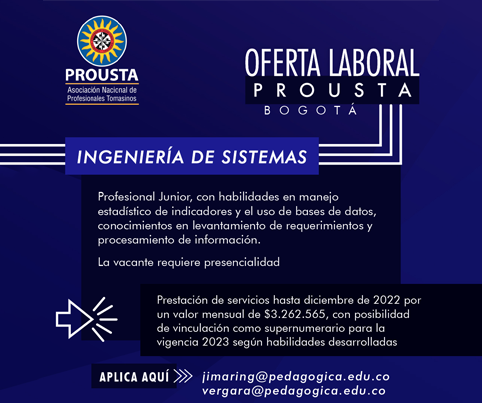 PROUSTA
Asociación Nacional de
Profesionales Tomasinos
OFERTA LABORAL
PROUSTA
BOGOTÁ
INGENIERÍA DE SISTEMAS
Profesional Junior, con habilidades en manejo
estadístico de indicadores y el uso de bases de datos,
conocimientos en levantamiento de requerimientos y
procesamiento de información.
La vacante requiere presencialidad
Prestación de servicios hasta diciembre de 2022 por
un valor mensual de $3.262.565, con posibilidad
de vinculación como supernumerario para la
vigencia 2023 según habilidades desarrolladas
APLICA AQUÍ
jimaring@pedagogica.edu.co
vergara@pedagogica.edu.co